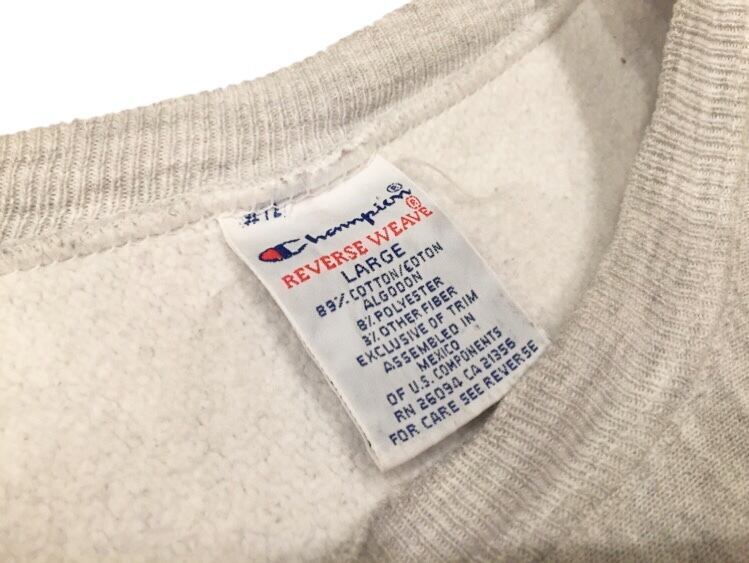 #12
Champion®
REVERSE WEAVE®
LARGE
89% COTTON/COTON
ALGODON
8% POLYESTER
3% OTHER FIBER
EXCLUSIVE OF TRIM
ASSEMBLED IN
MEXICO
OF U.S. COMPONENTS
RN 26094 CA 21356
FOR CARE SEE REVERSE